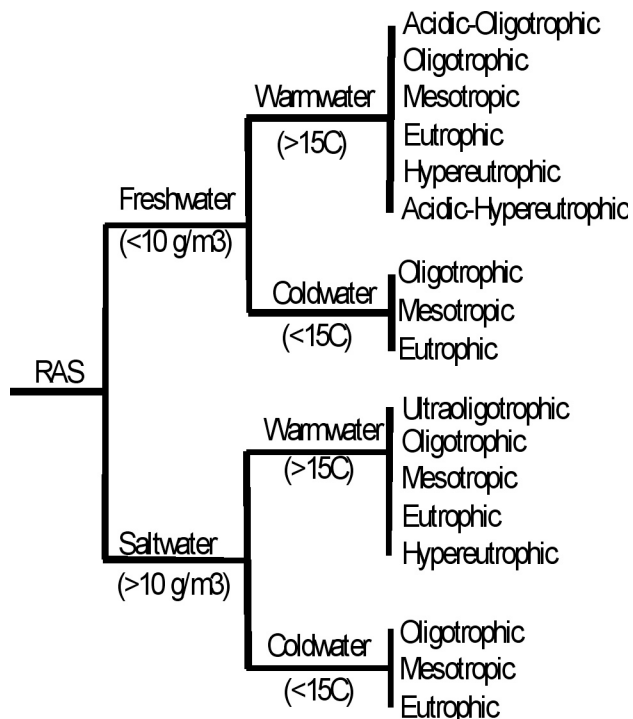 RAS
Freshwater
(<10 g/m3)
Warmwater
(>15C)
Acidic-Oligotrophic
Oligotrophic
Mesotropic
Eutrophic
Hypereutrophic
Acidic-Hypereutrophic
Coldwater
(<15C)
Oligotrophic
Mesotropic
Eutrophic
Saltwater
(>10 g/m3)
Warmwater
(>15C)
Ultraoligotrophic
Oligotrophic
Mesotropic
Eutrophic
Hypereutrophic
Coldwater
(<15C)
Oligotrophic
Mesotropic
Eutrophic